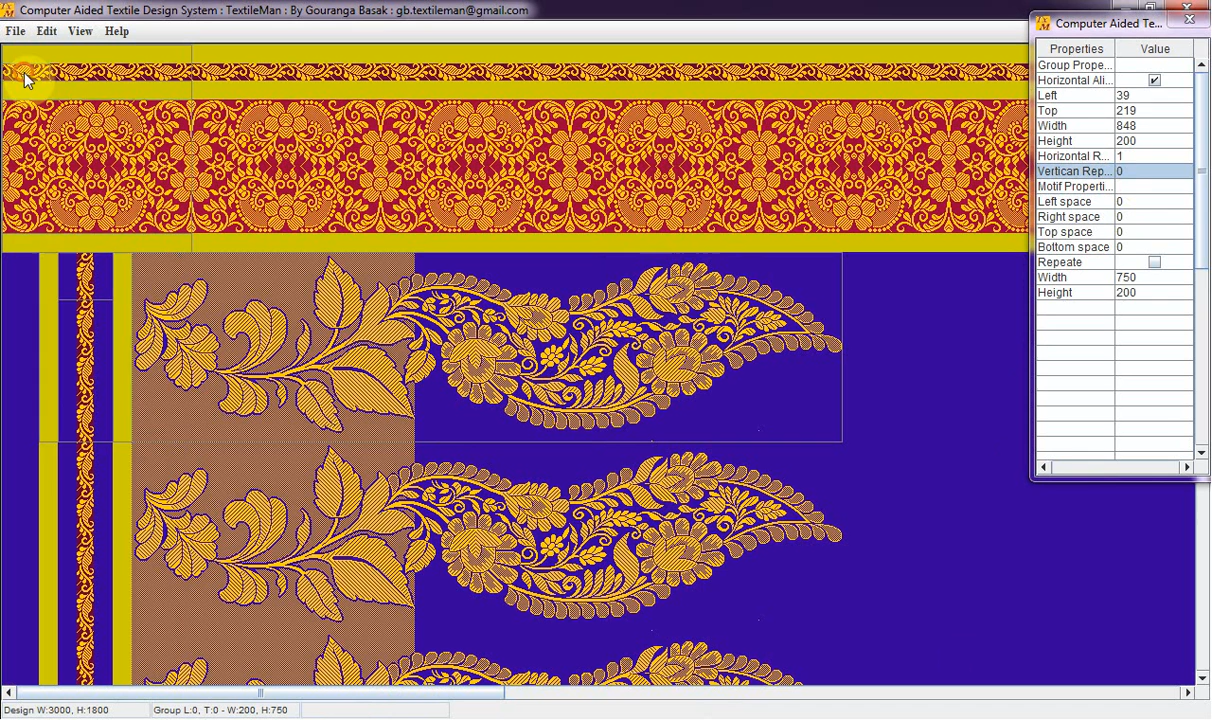 Computer Aided Textile Design System : TextileMan : By Gouranga Basak : gb.textileman@gmail.com
File Edit View Help
Computer Aided Te...
Properties Value
Group Prope...
Horizontal Ali...
Left 39
Top 219
Width 848
Height 200
Horizontal R... 1
Vertican Rep... 0
Motif Properti...
Left space 0
Right space 0
Top space 0
Bottom space 0
Repeate
Width 750
Height 200
Design W:3000, H:1800 Group L:0, T:0 - W:200, H:750